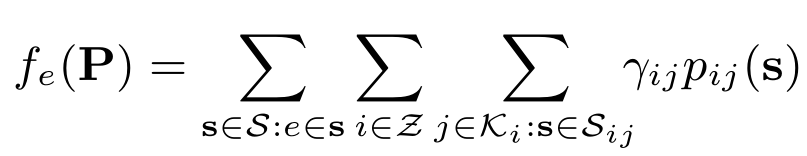 $f_e(\mathbf{P}) = \sum_{\mathbf{s} \in \mathcal{S} : e \in \mathbf{s}} \sum_{i \in \mathcal{Z}} \sum_{j \in \mathcal{K}_i : \mathbf{s} \in \mathcal{S}_{ij}} \gamma_{ij} p_{ij}(\mathbf{s})$